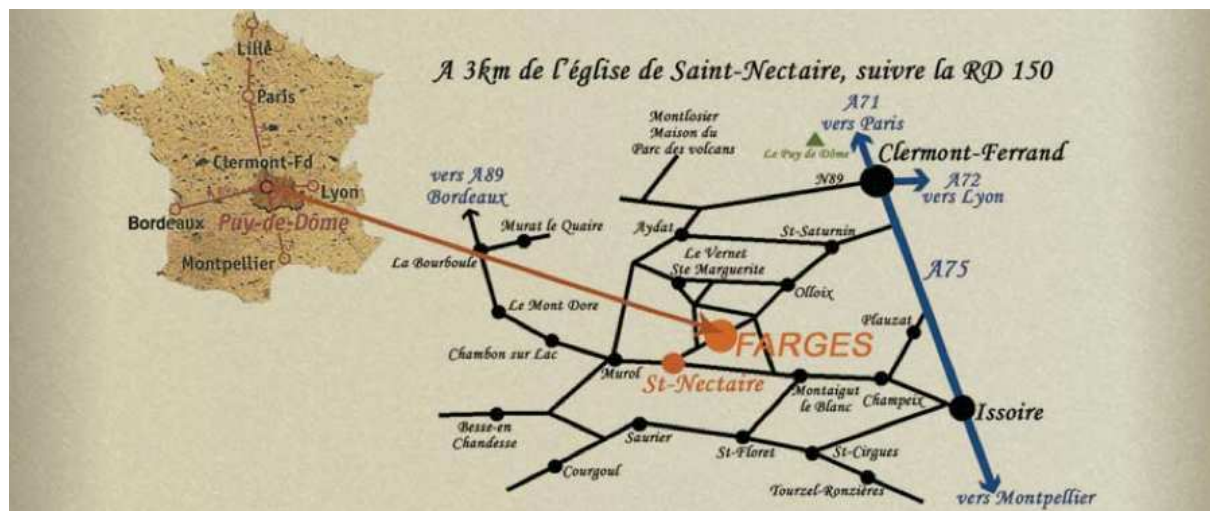 Lille
Paris
Clermont-Fd
Lyon
Bordeaux
Puy-de-Dôme
Montpellier
A 3km de l'église de Saint-Nectaire, suivre la RD 150
A71
vers Paris
Montlosier
Maison du
Parc des volcans
Le Puy de Dôme
Clermont-Ferrand
N89
A72
vers Lyon
vers A89
Bordeaux
Murat le Quaire
Aydat
St-Saturnin
La Bourboule
Le Vernet
Ste Marguerite
A75
Olloix
Le Mont Dore
Plauzat
FARGES
Chambon sur Lac
Murol
St-Nectaire
Montaigut
le Blanc
Champeix
Issoire
Besse-en
Chandesse
Saurier
St-Floret
St-Cirgues
Courgoul
Tourzel-Ronzières
vers Montpellier